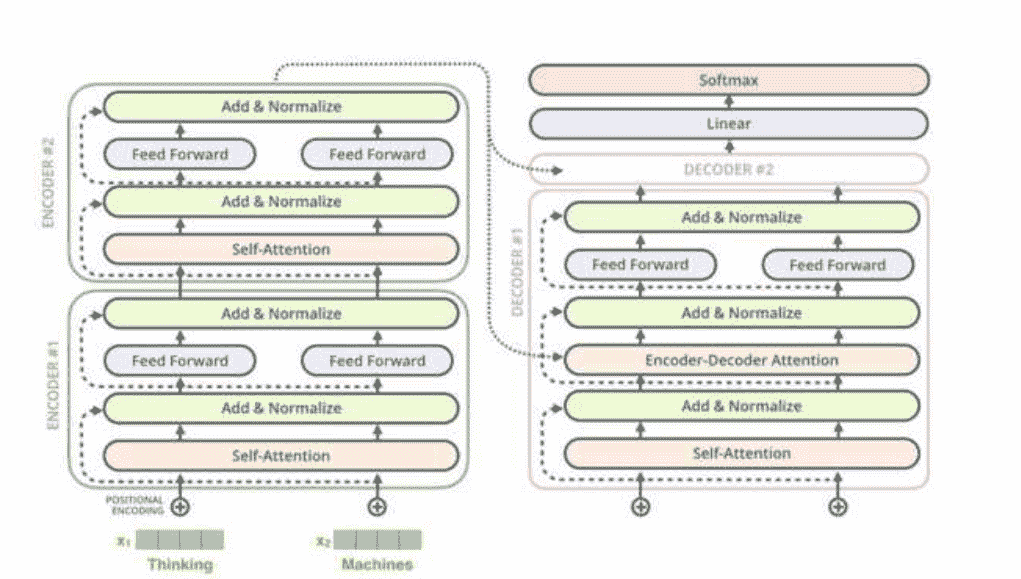 ENCODER #2
Add & Normalize
Feed Forward Feed Forward
Add & Normalize
Self-Attention
ENCODER #1
Add & Normalize
Feed Forward Feed Forward
Add & Normalize
Self-Attention
POSITIONAL
ENCODING
x₁ x₂
Thinking Machines
Softmax
Linear
DECODER #2
DECODER #1
Add & Normalize
Feed Forward Feed Forward
Add & Normalize
Encoder-Decoder Attention
Add & Normalize
Self-Attention